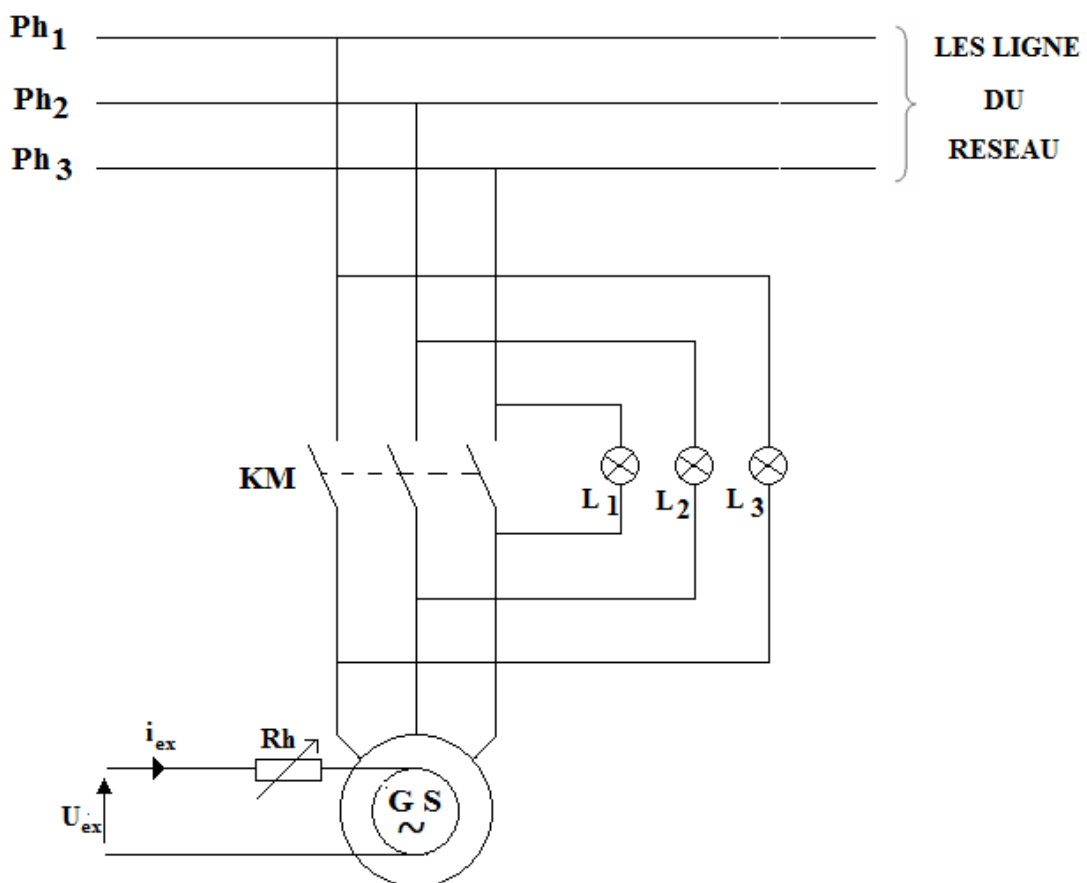 Ph1
LES LIGNE
Ph2
DU
Ph3
RESEAU
KM
L1
L2
L3
iex
Rh
Uex
G S
~